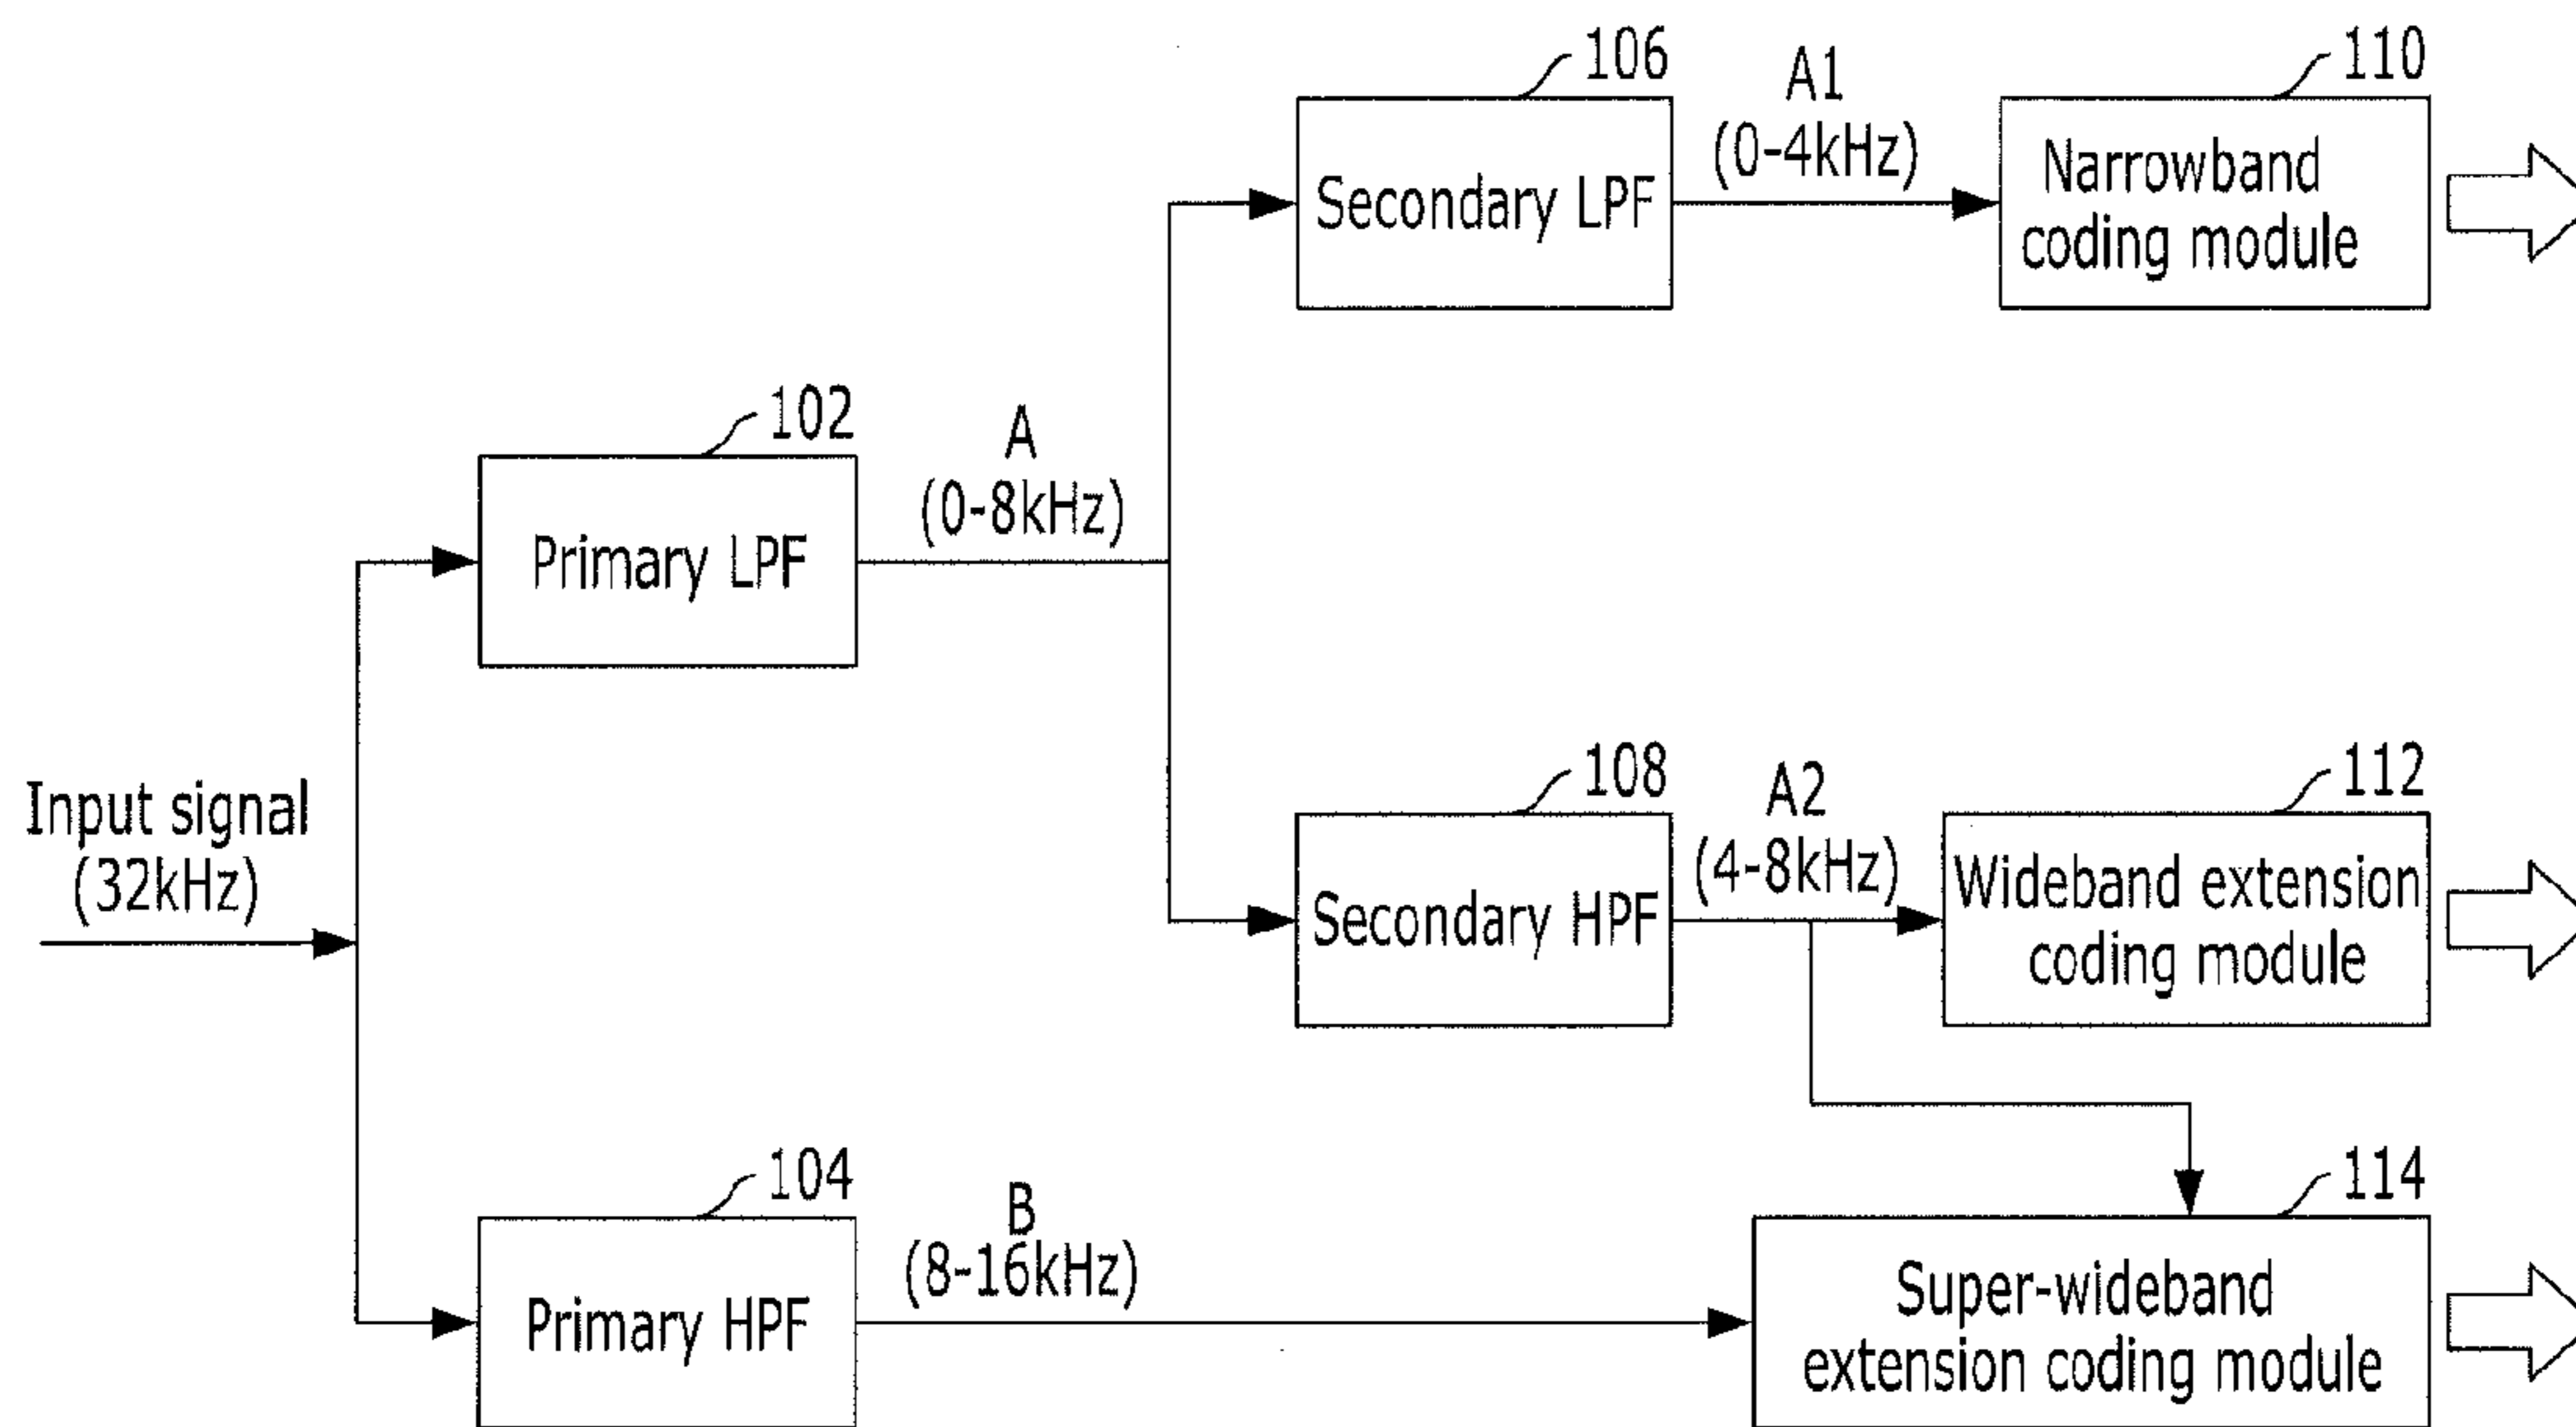 106
A1
(0-4kHz)
110
Secondary LPF
Narrowband
coding module
102
A
(0-8kHz)
Primary LPF
Input signal
(32kHz)
108
A2
(4-8kHz)
112
Secondary HPF
Wideband extension
coding module
104
B
(8-16kHz)
114
Primary HPF
Super-wideband
extension coding module